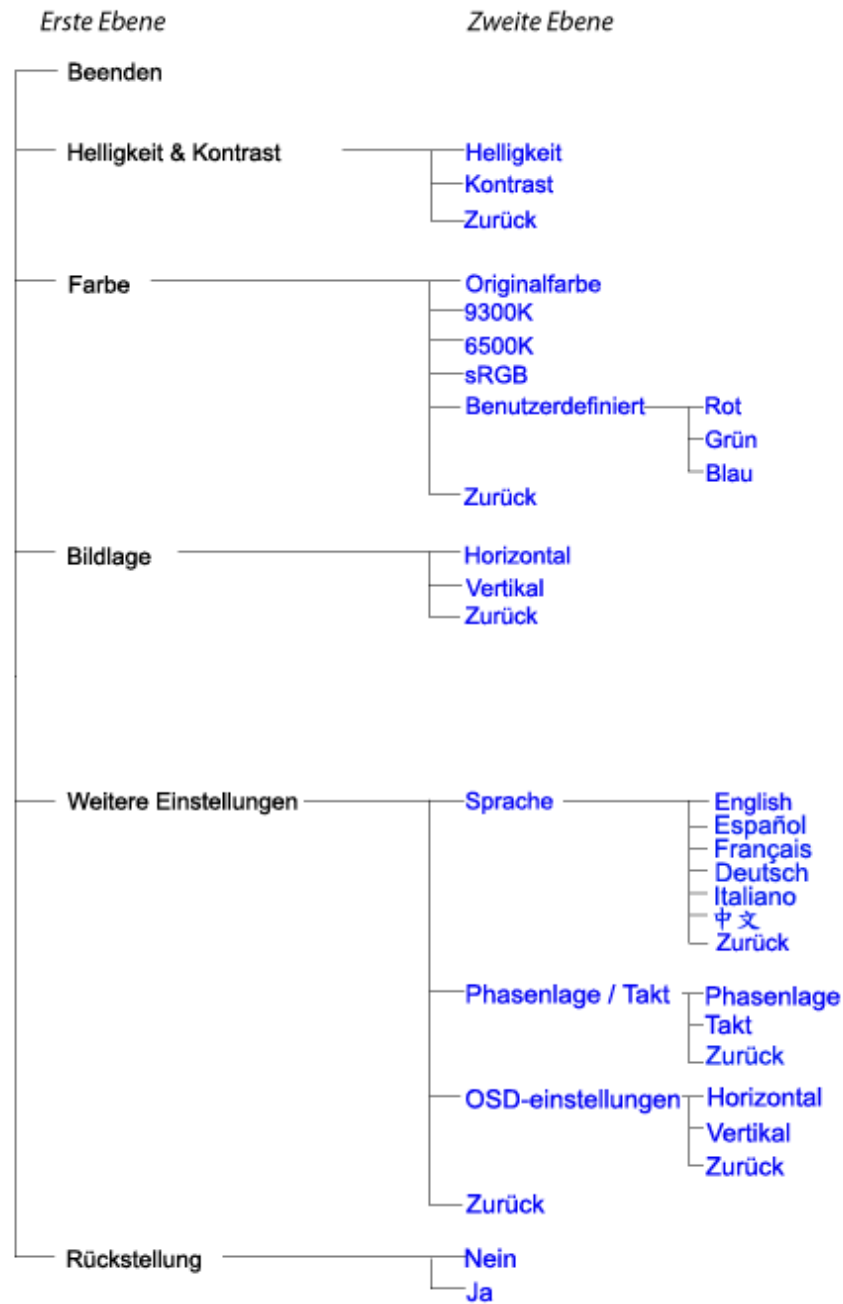 Erste Ebene Zweite Ebene
Beenden
Helligkeit & Kontrast Helligkeit
Kontrast
Zurück
Farbe Originalfarbe
9300K
6500K
sRGB
Benutzerdefiniert Rot
Grün
Blau
Zurück
Bildlage Horizontal
Vertikal
Zurück
Weitere Einstellungen Sprache English
Español
Français
Deutsch
Italiano
中文
Zurück
Phasenlage / Takt Phasenlage
Takt
Zurück
OSD-einstellungen Horizontal
Vertikal
Zurück
Zurück
Rückstellung Nein
Ja